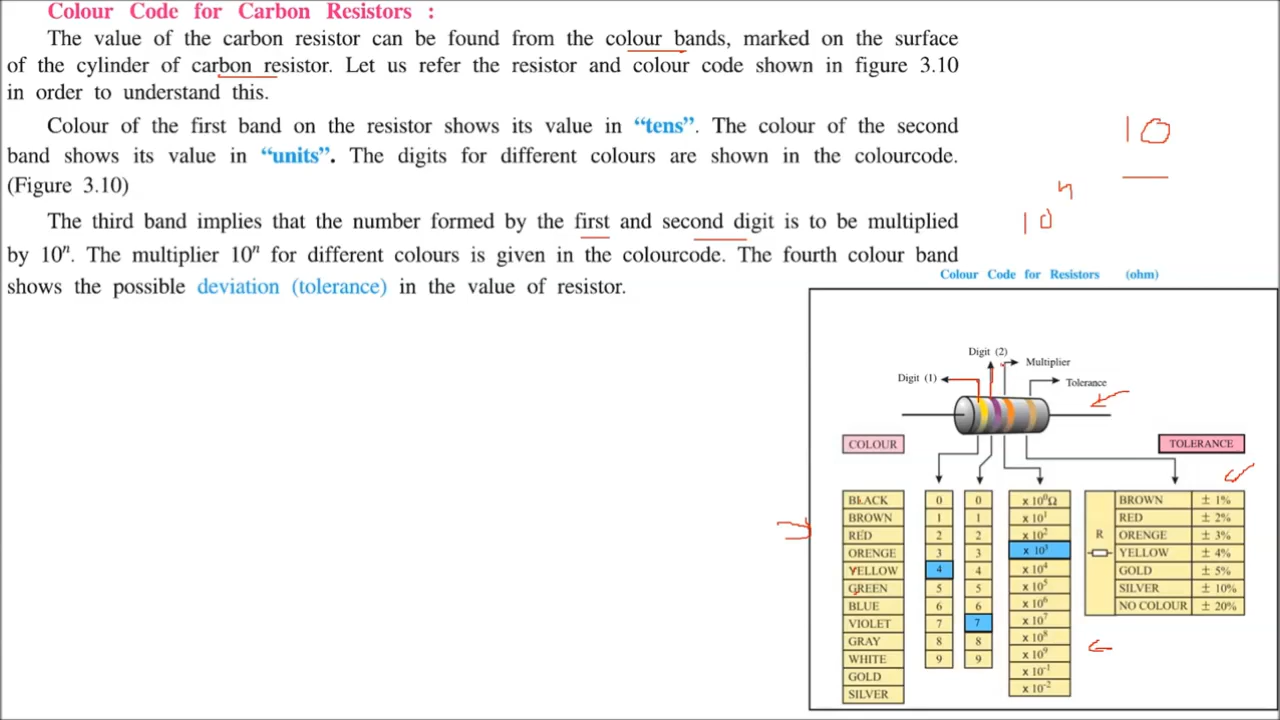 Colour Code for Carbon Resistors :
The value of the carbon resistor can be found from the colour bands, marked on the surface
of the cylinder of carbon resistor. Let us refer the resistor and colour code shown in figure 3.10
in order to understand this.
Colour of the first band on the resistor shows its value in “tens”. The colour of the second
band shows its value in “units”. The digits for different colours are shown in the colourcode.
(Figure 3.10)
The third band implies that the number formed by the first and second digit is to be multiplied
by 10ⁿ. The multiplier 10ⁿ for different colours is given in the colourcode. The fourth colour band
shows the possible deviation (tolerance) in the value of resistor.
10
10ⁿ
Colour Code for Resistors (ohm)
Digit (2)
Multiplier
Digit (1)
Tolerance
COLOUR
TOLERANCE
BLACK 0 0 x 10⁰Ω BROWN ± 1%
BROWN 1 1 x 10¹ RED ± 2%
RED 2 2 x 10² R ORENGE ± 3%
ORENGE 3 3 x 10³ YELLOW ± 4%
YELLOW 4 4 x 10⁴ GOLD ± 5%
GREEN 5 5 x 10⁵ SILVER ± 10%
BLUE 6 6 x 10⁶ NO COLOUR ± 20%
VIOLET 7 7 x 10⁷
GRAY 8 8 x 10⁸
WHITE 9 9 x 10⁹
GOLD x 10⁻¹
SILVER x 10⁻²